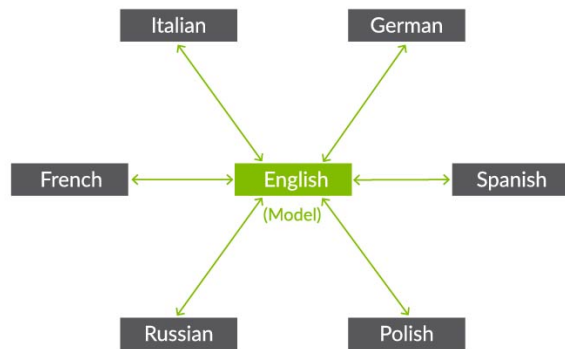 Italian
German
French
English
Spanish
(Model)
Russian
Polish